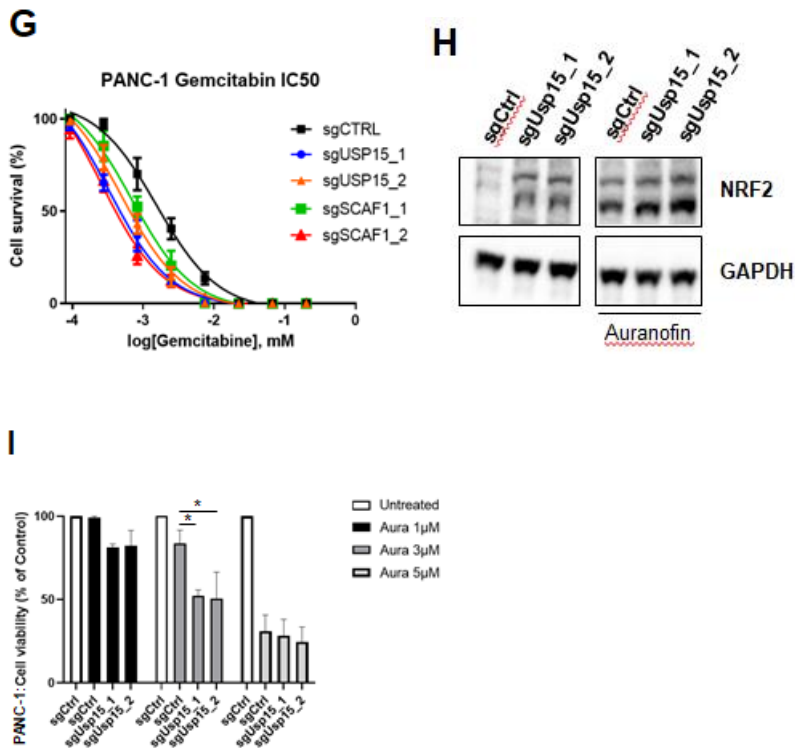 G
PANC-1 Gemcitabin IC50
Cell survival (%)
100
50
0
-4 -3 -2 -1 0
log[Gemcitabine], mM
sgCTRL
sgUSP15_1
sgUSP15_2
sgSCAF1_1
sgSCAF1_2
H
sgCtrl sgUsp15_1 sgUsp15_2 sgCtrl sgUsp15_1 sgUsp15_2
NRF2
GAPDH
Auranofin
I
PANC-1: Cell viability (% of Control)
100
50
0
* *
sgCtrl sgCtrl sgUsp15_1 sgUsp15_2 sgCtrl sgCtrl sgUsp15_1 sgUsp15_2 sgCtrl sgCtrl sgUsp15_1 sgUsp15_2
Untreated
Aura 1µM
Aura 3µM
Aura 5µM